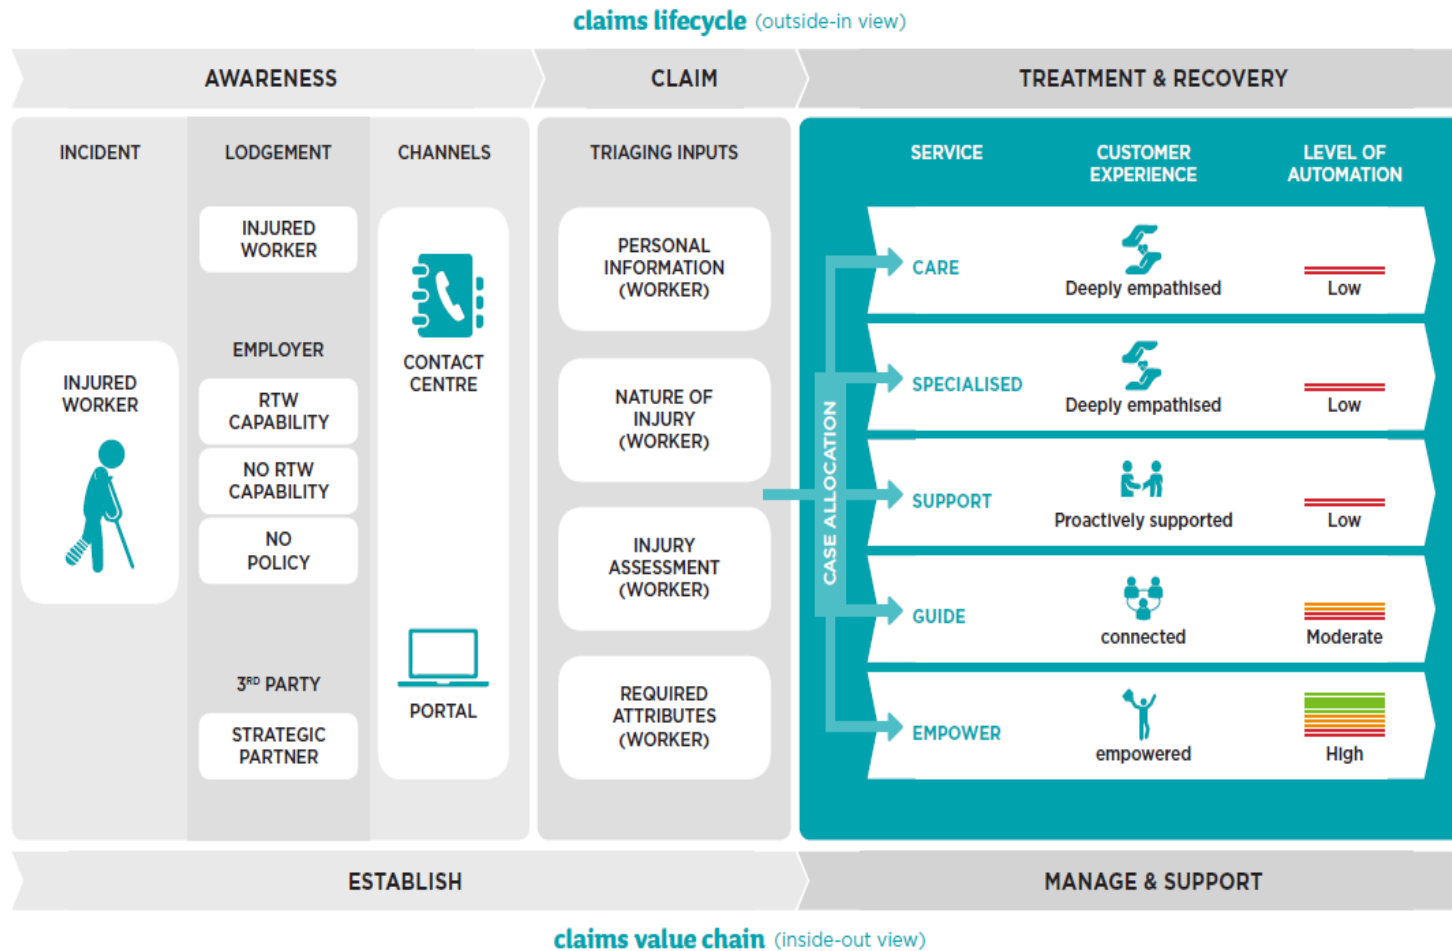 claims lifecycle (outside-in view)
AWARENESS
CLAIM
TREATMENT & RECOVERY
INCIDENT
LODGEMENT
CHANNELS
TRIAGING INPUTS
SERVICE
CUSTOMER
EXPERIENCE
LEVEL OF
AUTOMATION
INJURED
WORKER
INJURED
WORKER
EMPLOYER
RTW
CAPABILITY
NO RTW
CAPABILITY
NO
POLICY
3RD PARTY
STRATEGIC
PARTNER
CONTACT
CENTRE
PORTAL
PERSONAL
INFORMATION
(WORKER)
NATURE OF
INJURY
(WORKER)
INJURY
ASSESSMENT
(WORKER)
REQUIRED
ATTRIBUTES
(WORKER)
CASE ALLOCATION
CARE
Deeply empathised
Low
SPECIALISED
Deeply empathised
Low
SUPPORT
Proactively supported
Low
GUIDE
connected
Moderate
EMPOWER
empowered
High
ESTABLISH
MANAGE & SUPPORT
claims value chain (inside-out view)